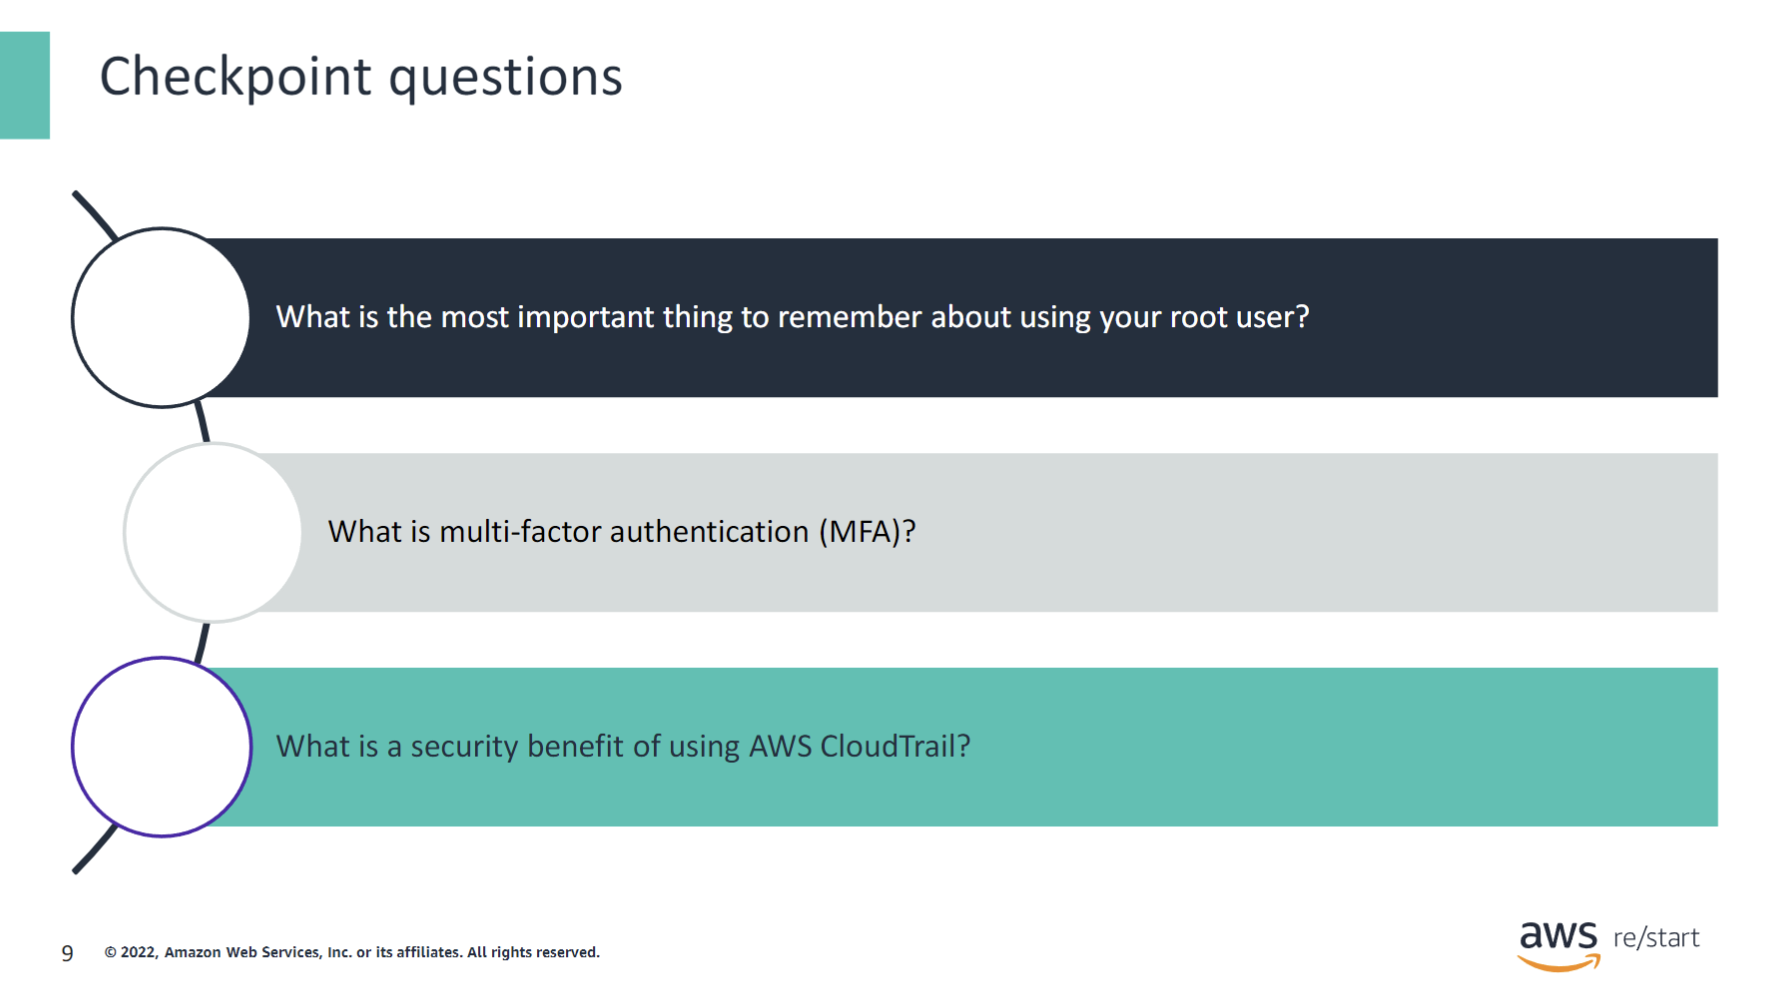 Checkpoint questions
What is the most important thing to remember about using your root user?
What is multi-factor authentication (MFA)?
What is a security benefit of using AWS CloudTrail?
9 © 2022, Amazon Web Services, Inc. or its affiliates. All rights reserved.
aws re/start